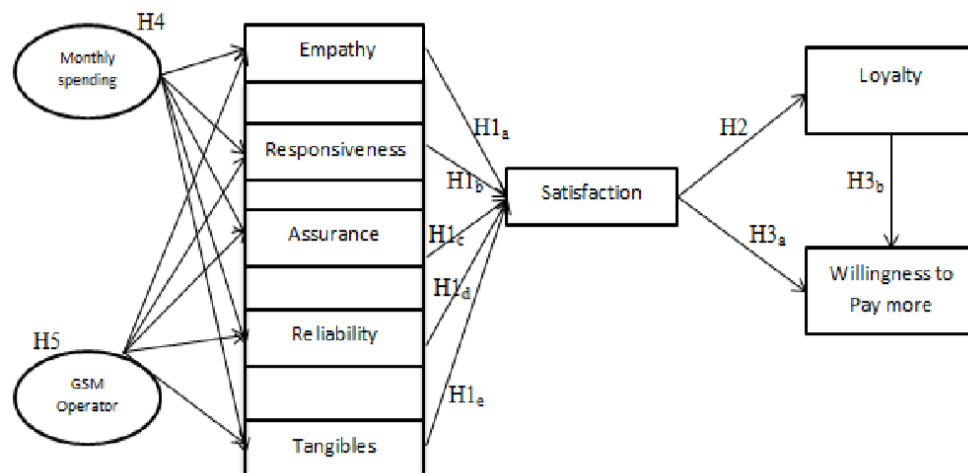 H4
Monthly
spending
H5
GSM
Operator
Empathy
Responsiveness
Assurance
Reliability
Tangibles
H1a
H1b
H1c
H1d
H1e
Satisfaction
H2
H3a
Loyalty
H3b
Willingness to
Pay more